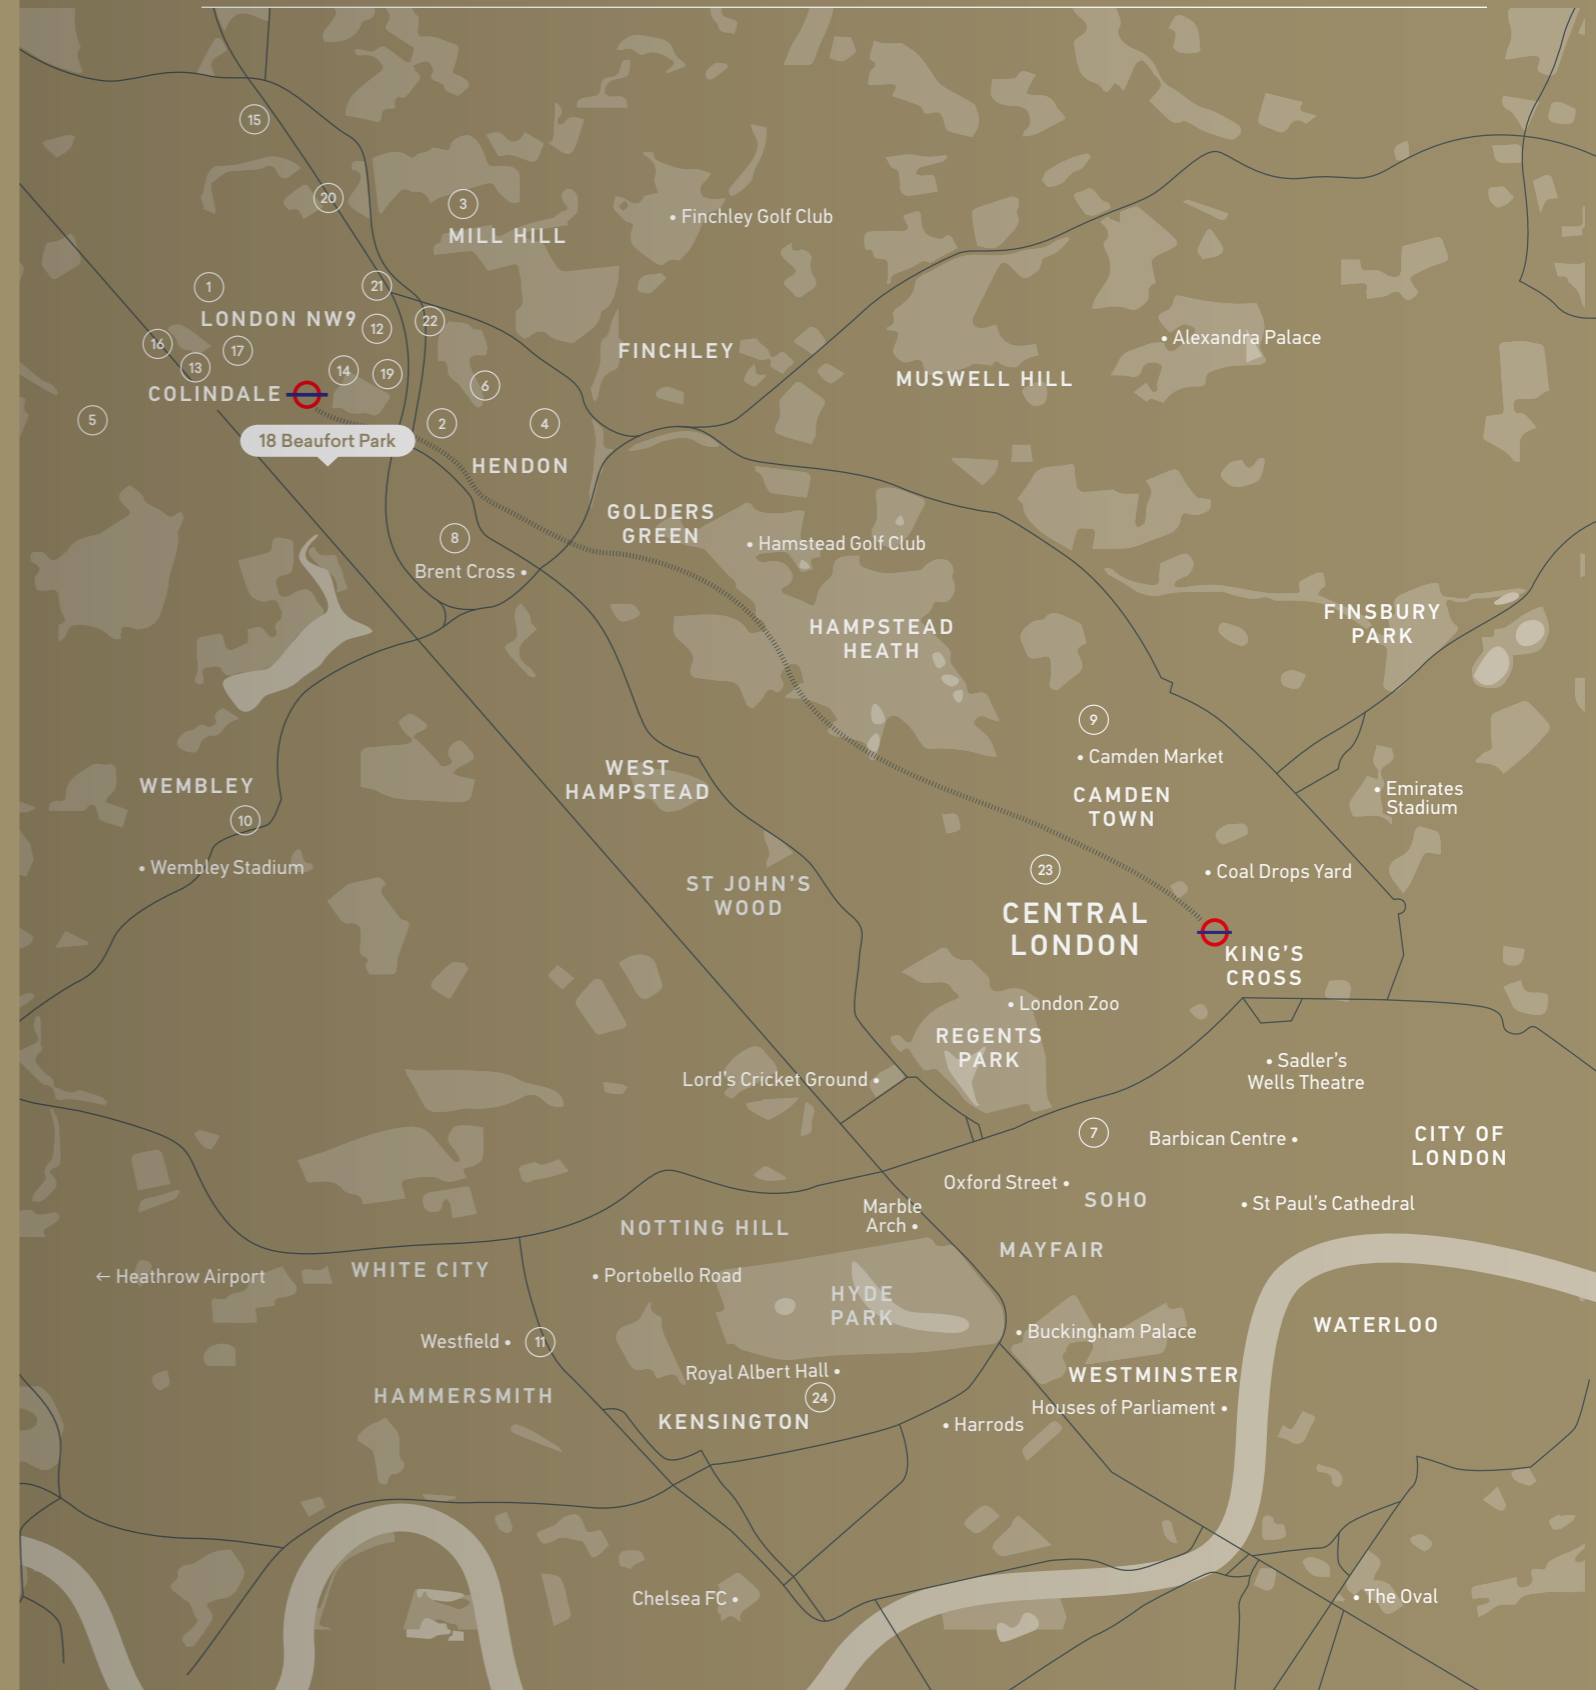 15
20
3
MILL HILL
• Finchley Golf Club
1
21
LONDON NW9
12
22
16
17
13
14
19
COLINDALE
5
6
2
4
18 Beaufort Park
HENDON
FINCHLEY
MUSWELL HILL
• Alexandra Palace
GOLDERS
GREEN
• Hamstead Golf Club
8
Brent Cross •
HAMPSTEAD
HEATH
FINSBURY
PARK
9
• Camden Market
CAMDEN
TOWN
• Emirates
Stadium
WEST
HAMPSTEAD
WEMBLEY
10
• Wembley Stadium
ST JOHN'S
WOOD
23
• Coal Drops Yard
CENTRAL
LONDON
KING'S
CROSS
• London Zoo
REGENTS
PARK
Lord's Cricket Ground •
• Sadler's
Wells Theatre
7
Barbican Centre •
CITY OF
LONDON
Oxford Street •
SOHO
• St Paul's Cathedral
Marble
Arch •
NOTTING HILL
MAYFAIR
← Heathrow Airport
WHITE CITY
• Portobello Road
HYDE
PARK
WATERLOO
Westfield •
11
• Buckingham Palace
Royal Albert Hall •
24
WESTMINSTER
HAMMERSMITH
KENSINGTON
Houses of Parliament •
• Harrods
Chelsea FC •
• The Oval